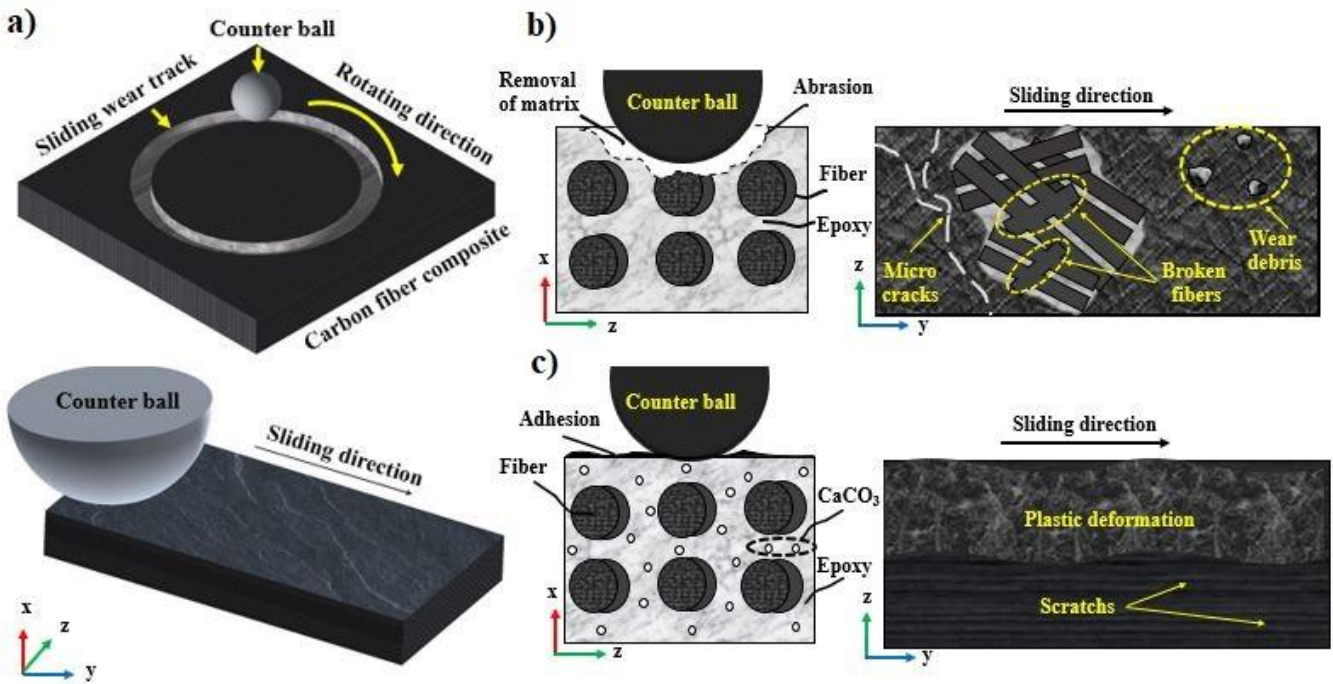 a)
Counter ball
Sliding wear track
Rotating direction
Carbon fiber composite
Counter ball
Sliding direction
x
z
y
b)
Removal
of matrix
Counter ball
Abrasion
Fiber
Epoxy
x
z
Sliding direction
Micro
cracks
Broken
fibers
Wear
debris
z
y
c)
Counter ball
Adhesion
Fiber
CaCO₃
Epoxy
x
z
Sliding direction
Plastic deformation
Scratchs
z
y